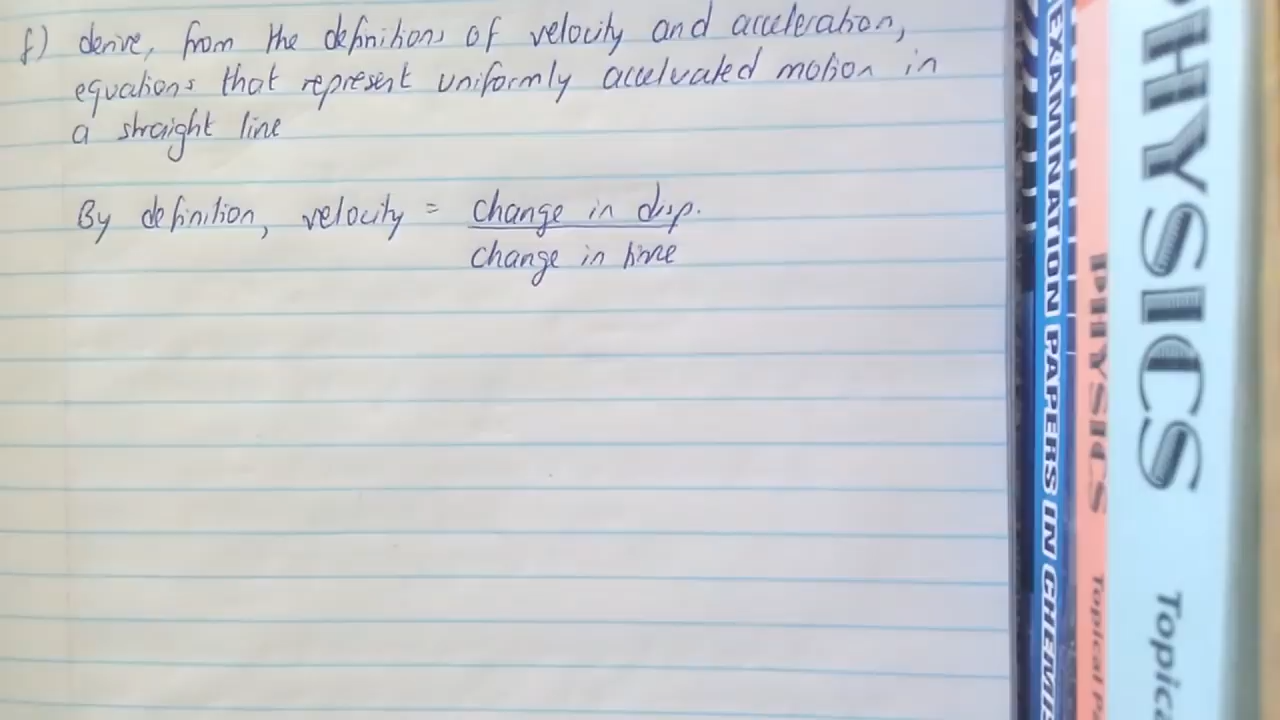 f) derive, from the definitions of velocity and acceleration,
equations that represent uniformly accelerated motion in
a straight line
By definition, velocity = change in disp.
change in time
EXAMINATION PAPERS IN CHEMIS
PHYSICS
Topical P
PHYSICS
Topica